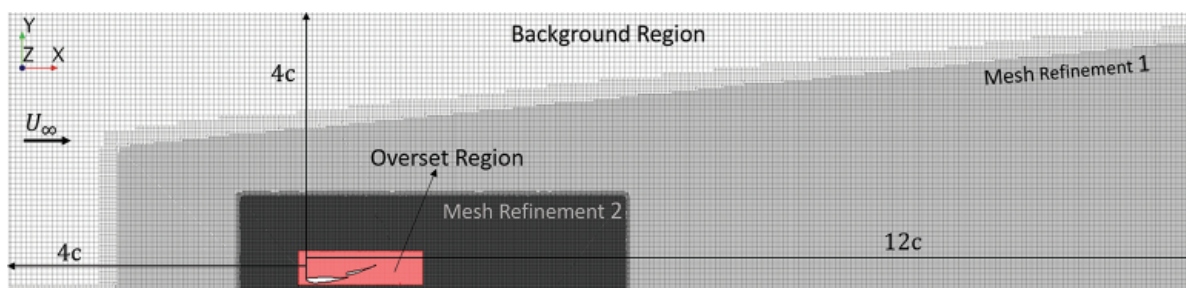 Background Region
Y
Z X
4c
Mesh Refinement 1
U∞
Overset Region
Mesh Refinement 2
4c
12c